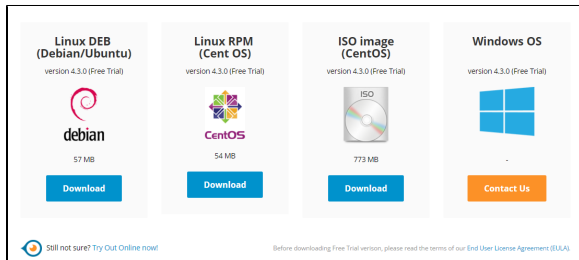 Linux DEB
(Debian/Ubuntu)
version 4.3.0 (Free Trial)
debian
57 MB
Download
Linux RPM
(Cent OS)
version 4.3.0 (Free Trial)
CentOS
54 MB
Download
ISO image
(CentOS)
version 4.3.0 (Free Trial)
ISO
773 MB
Download
Windows OS
version 4.3.0 (Free Trial)
-
Contact Us
Still not sure? Try Out Online now!
Before downloading Free Trial verison, please read the terms of our End User License Agreement (EULA).